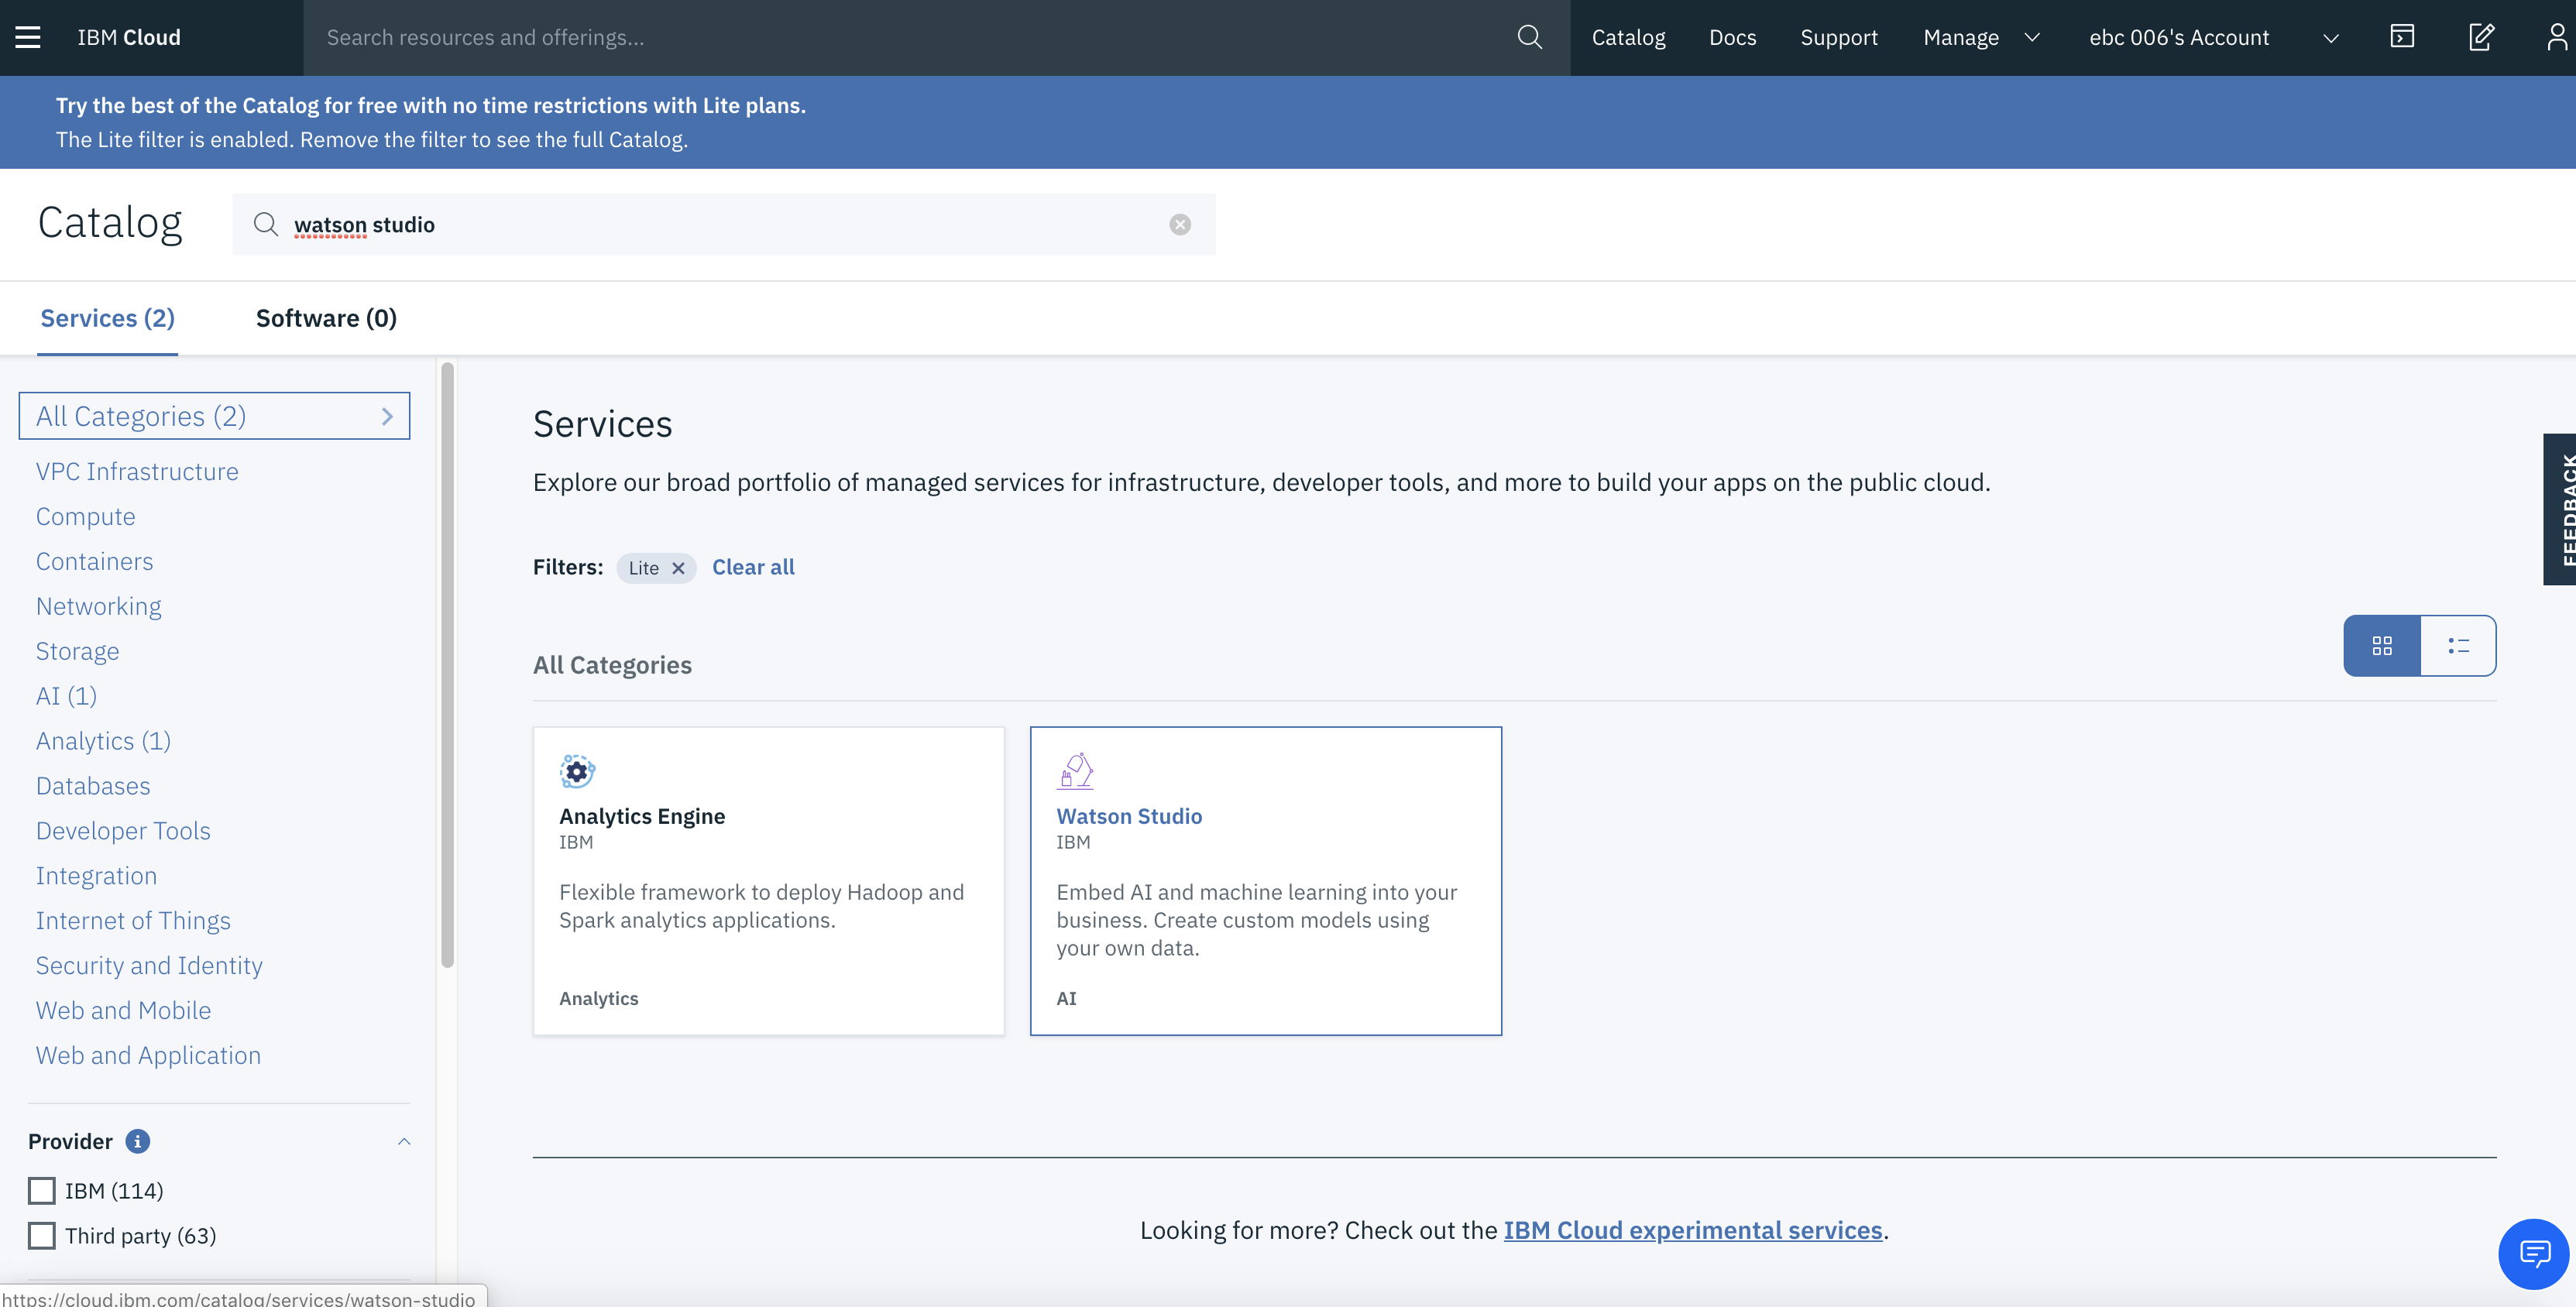 IBM Cloud
Search resources and offerings...
Catalog
Docs
Support
Manage
ebc 006's Account
Try the best of the Catalog for free with no time restrictions with Lite plans.
The Lite filter is enabled. Remove the filter to see the full Catalog.
Catalog
watson studio
Services (2)
Software (0)
All Categories (2)
VPC Infrastructure
Compute
Containers
Networking
Storage
AI (1)
Analytics (1)
Databases
Developer Tools
Integration
Internet of Things
Security and Identity
Web and Mobile
Web and Application
Provider
IBM (114)
Third party (63)
https://cloud.ibm.com/catalog/services/watson-studio
Services
Explore our broad portfolio of managed services for infrastructure, developer tools, and more to build your apps on the public cloud.
Filters: Lite Clear all
All Categories
Analytics Engine
IBM
Flexible framework to deploy Hadoop and
Spark analytics applications.
Analytics
Watson Studio
IBM
Embed AI and machine learning into your
business. Create custom models using
your own data.
AI
Looking for more? Check out the IBM Cloud experimental services.
FEEDBACK